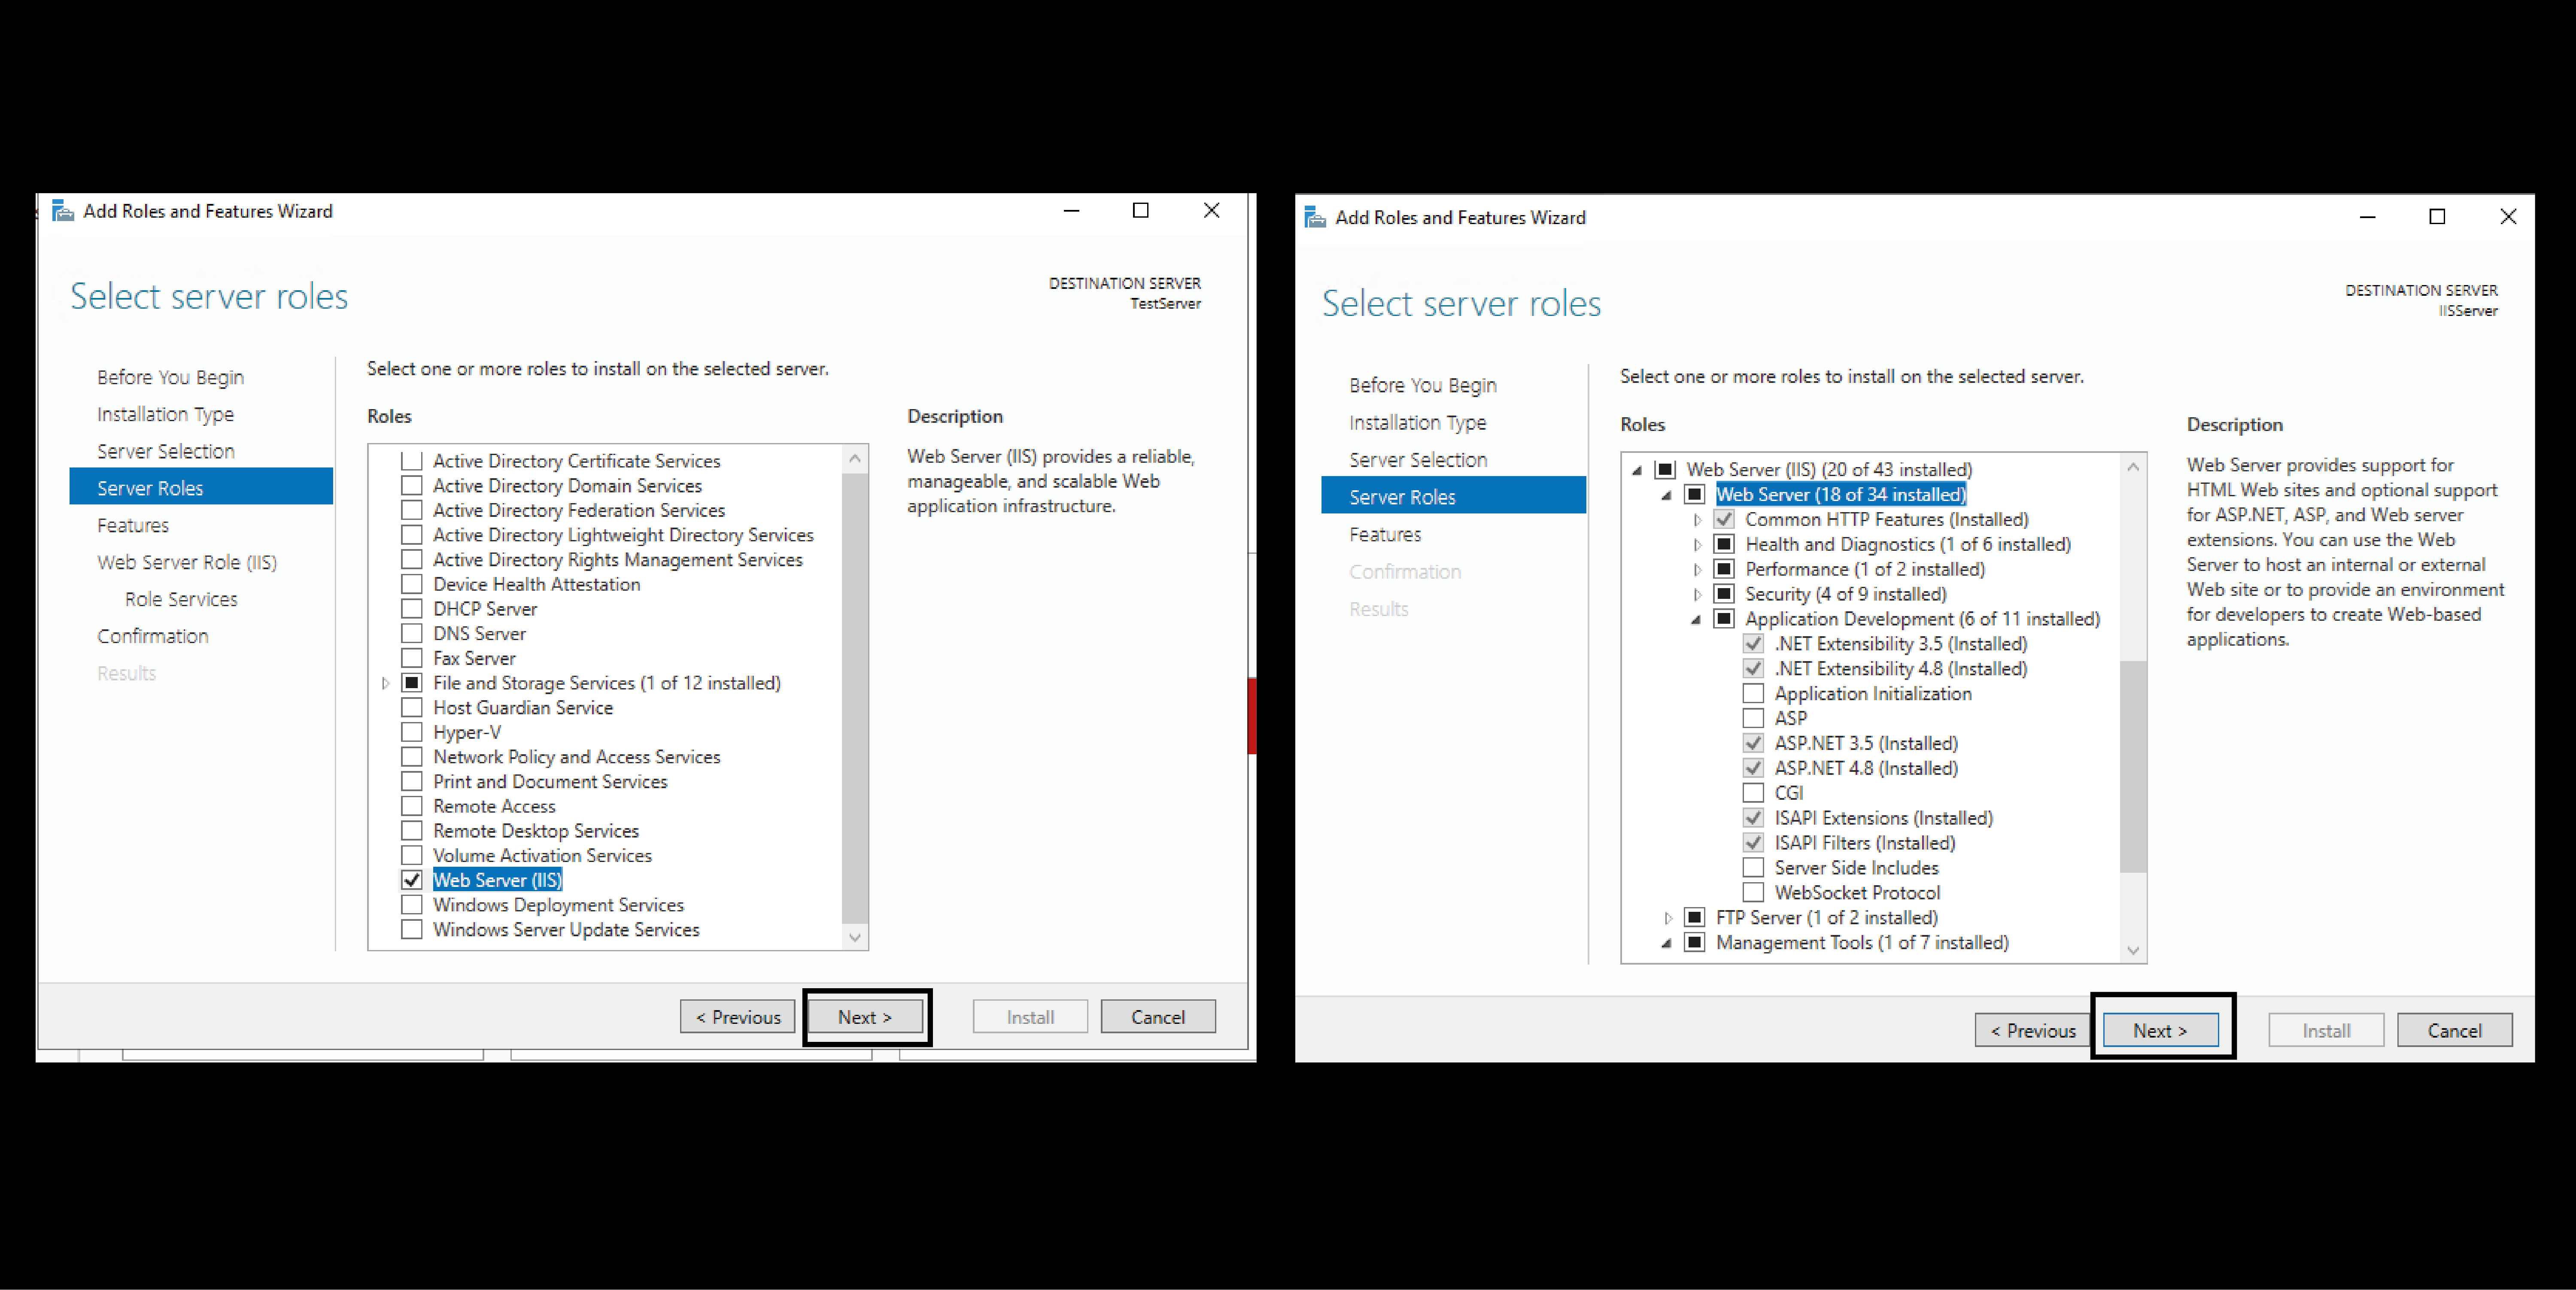 Add Roles and Features Wizard
Select server roles
DESTINATION SERVER
TestServer
Before You Begin
Installation Type
Server Selection
Server Roles
Features
Web Server Role (IIS)
Role Services
Confirmation
Results
Select one or more roles to install on the selected server.
Roles
Active Directory Certificate Services
Active Directory Domain Services
Active Directory Federation Services
Active Directory Lightweight Directory Services
Active Directory Rights Management Services
Device Health Attestation
DHCP Server
DNS Server
Fax Server
File and Storage Services (1 of 12 installed)
Host Guardian Service
Hyper-V
Network Policy and Access Services
Print and Document Services
Remote Access
Remote Desktop Services
Volume Activation Services
Web Server (IIS)
Windows Deployment Services
Windows Server Update Services
Description
Web Server (IIS) provides a reliable,
manageable, and scalable Web
application infrastructure.
< Previous
Next >
Install
Cancel
Add Roles and Features Wizard
Select server roles
DESTINATION SERVER
IISServer
Before You Begin
Installation Type
Server Selection
Server Roles
Features
Confirmation
Results
Select one or more roles to install on the selected server.
Roles
Web Server (IIS) (20 of 43 installed)
Web Server (18 of 34 installed)
Common HTTP Features (Installed)
Health and Diagnostics (1 of 6 installed)
Performance (1 of 2 installed)
Security (4 of 9 installed)
Application Development (6 of 11 installed)
.NET Extensibility 3.5 (Installed)
.NET Extensibility 4.8 (Installed)
Application Initialization
ASP
ASP.NET 3.5 (Installed)
ASP.NET 4.8 (Installed)
CGI
ISAPI Extensions (Installed)
ISAPI Filters (Installed)
Server Side Includes
WebSocket Protocol
FTP Server (1 of 2 installed)
Management Tools (1 of 7 installed)
Description
Web Server provides support for
HTML Web sites and optional support
for ASP.NET, ASP, and Web server
extensions. You can use the Web
Server to host an internal or external
Web site or to provide an environment
for developers to create Web-based
applications.
< Previous
Next >
Install
Cancel